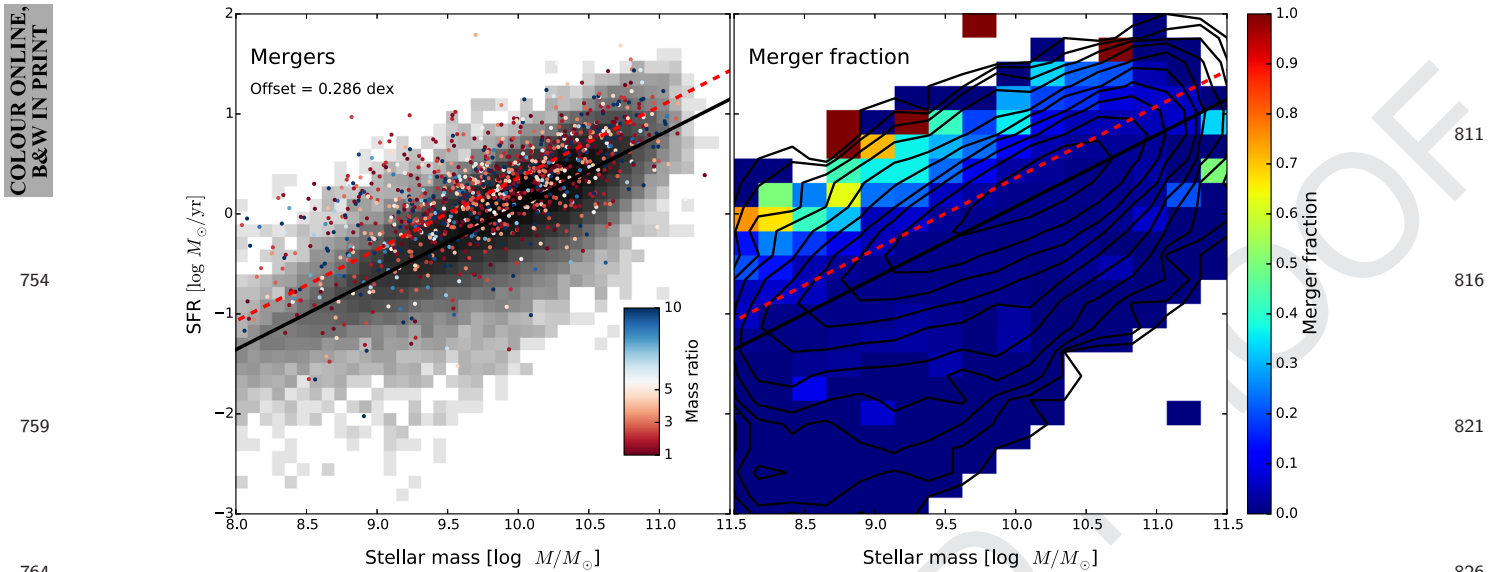 COLOUR ONLINE,
B&W IN PRINT
754
759
764
Mergers
Offset = 0.286 dex
2
1
0
−1
−2
−3
SFR [log M⊙/yr]
8.0 8.5 9.0 9.5 10.0 10.5 11.0 11.5
Stellar mass [log M/M⊙]
10
5
3
1
Mass ratio
Merger fraction
8.5 9.0 9.5 10.0 10.5 11.0 11.5
Stellar mass [log M/M⊙]
1.0
0.9
0.8
0.7
0.6
0.5
0.4
0.3
0.2
0.1
0.0
Merger fraction
811
816
821
826
PROOF